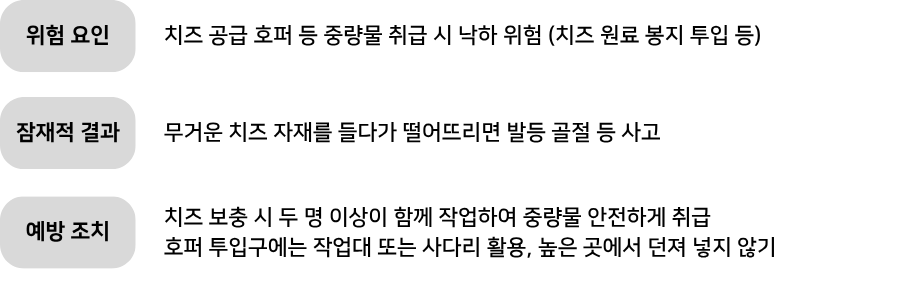 위험 요인
치즈 공급 호퍼 등 중량물 취급 시 낙하 위험 (치즈 원료 봉지 투입 등)
잠재적 결과
무거운 치즈 자재를 들다가 떨어뜨리면 발등 골절 등 사고
예방 조치
치즈 보충 시 두 명 이상이 함께 작업하여 중량물 안전하게 취급
호퍼 투입구에는 작업대 또는 사다리 활용, 높은 곳에서 던져 넣지 않기